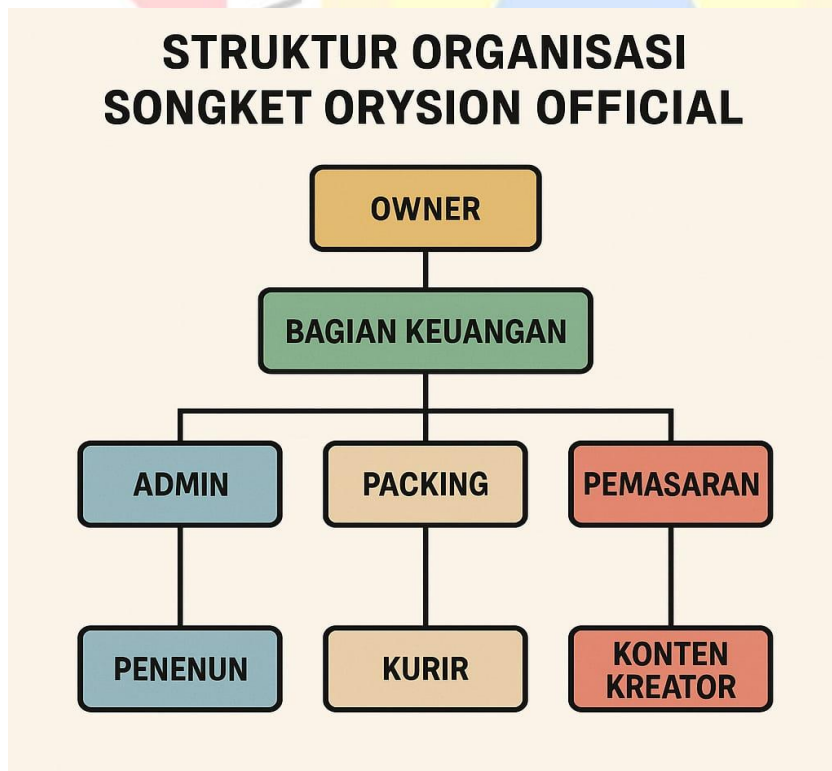 STRUKTUR ORGANISASI
SONGKET ORYSION OFFICIAL
OWNER
BAGIAN KEUANGAN
ADMIN
PACKING
PEMASARAN
PENENUN
KURIR
KONTEN
KREATOR